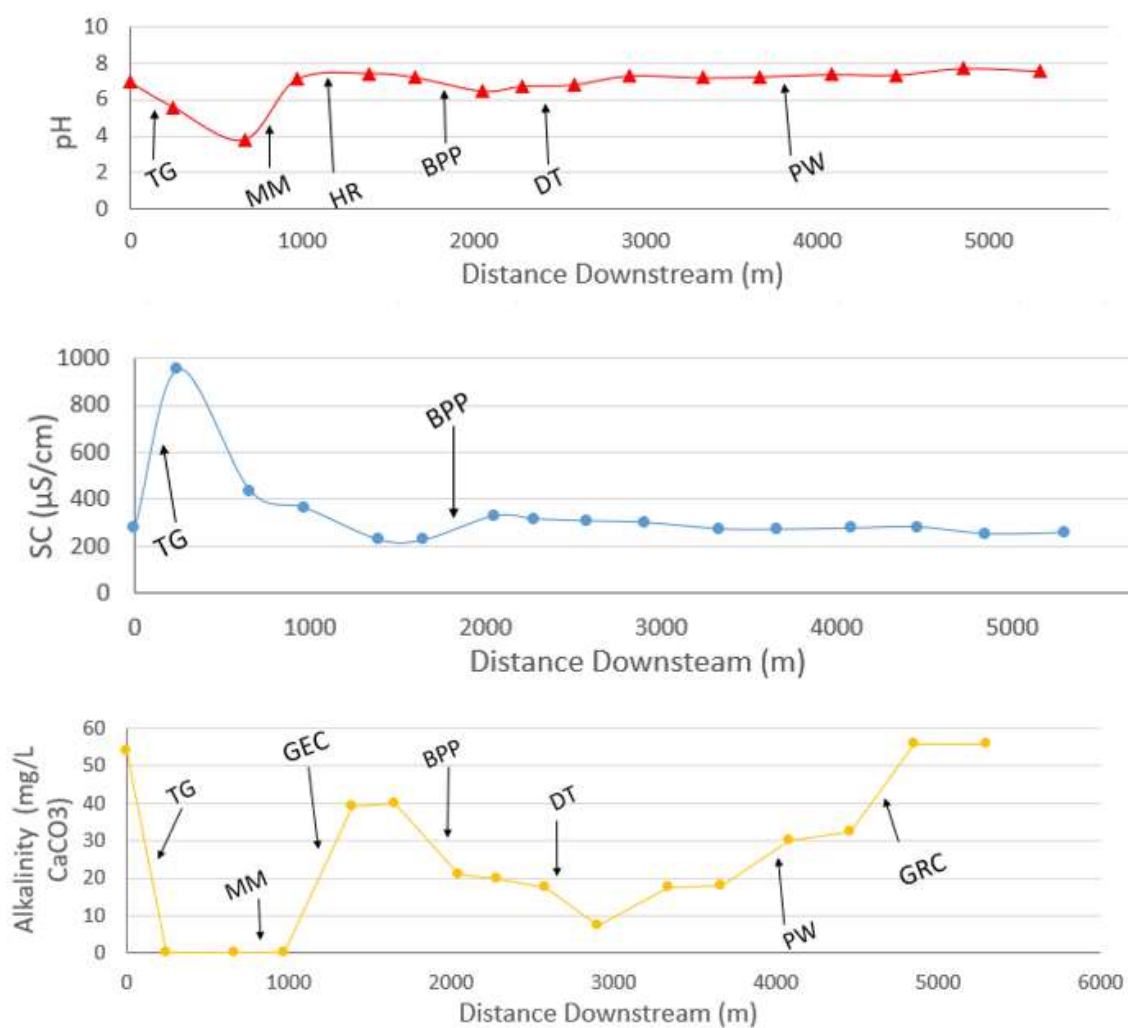 10
8
6
4
2
0
pH
TG
MM
HR
BPP
DT
PW
0 1000 2000 3000 4000 5000
Distance Downstream (m)
1000
800
600
400
200
0
SC (µS/cm)
TG
BPP
0 1000 2000 3000 4000 5000
Distance Downsteam (m)
60
50
40
30
20
10
0
Alkalinity (mg/L
CaCO3)
TG
MM
GEC
BPP
DT
PW
GRC
0 1000 2000 3000 4000 5000 6000
Distance Downstream (m)